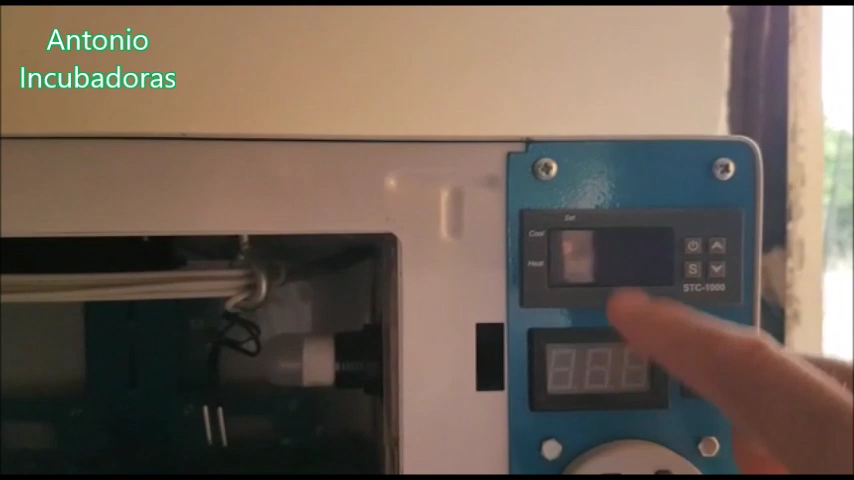 Antonio
Incubadoras
Set
Cool
Heat
S
STC-1000